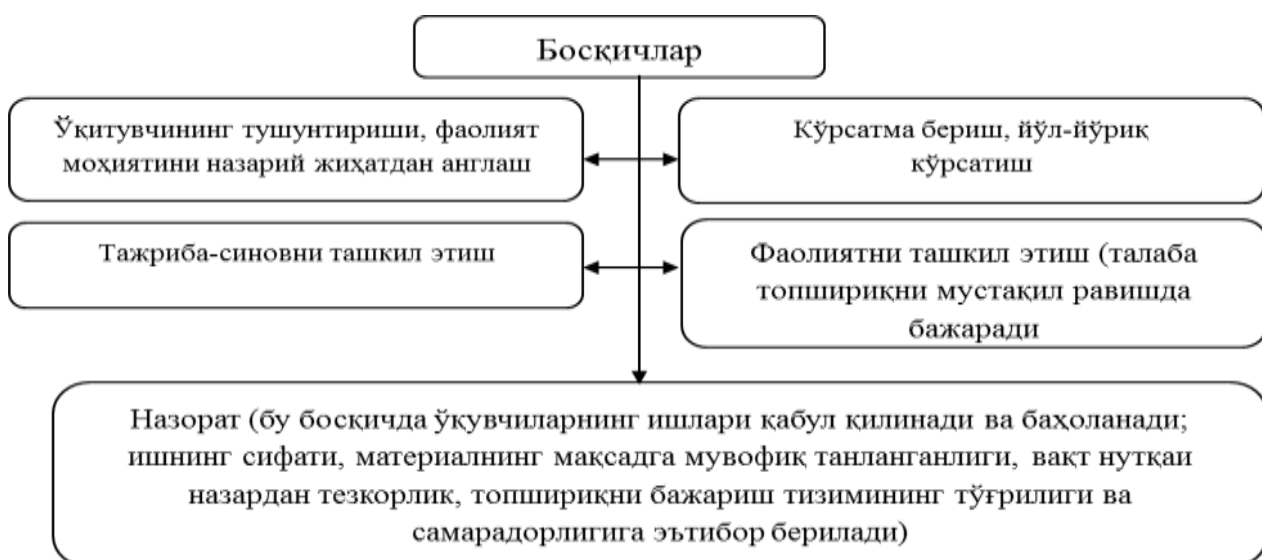 Босқичлар
Ўқитувчининг тушунтириши, фаолият
моҳиятини назарий жиҳатдан англаш
Кўрсатма бериш, йўл-йўриқ
кўрсатиш
Тажриба-синовни ташкил этиш
Фаолиятни ташкил этиш (талаба
топшириқни мустақил равишда
бажаради
Назорат (бу босқичда ўқувчиларнинг ишлари қабул қилинади ва баҳоланади;
ишнинг сифати, материалнинг мақсадга мувофиқ танланганлиги, вақт нутқаи
назардан тезкорлик, топшириқни бажариш тизимининг тўғрилиги ва
самарадорлигига эътибор берилади)